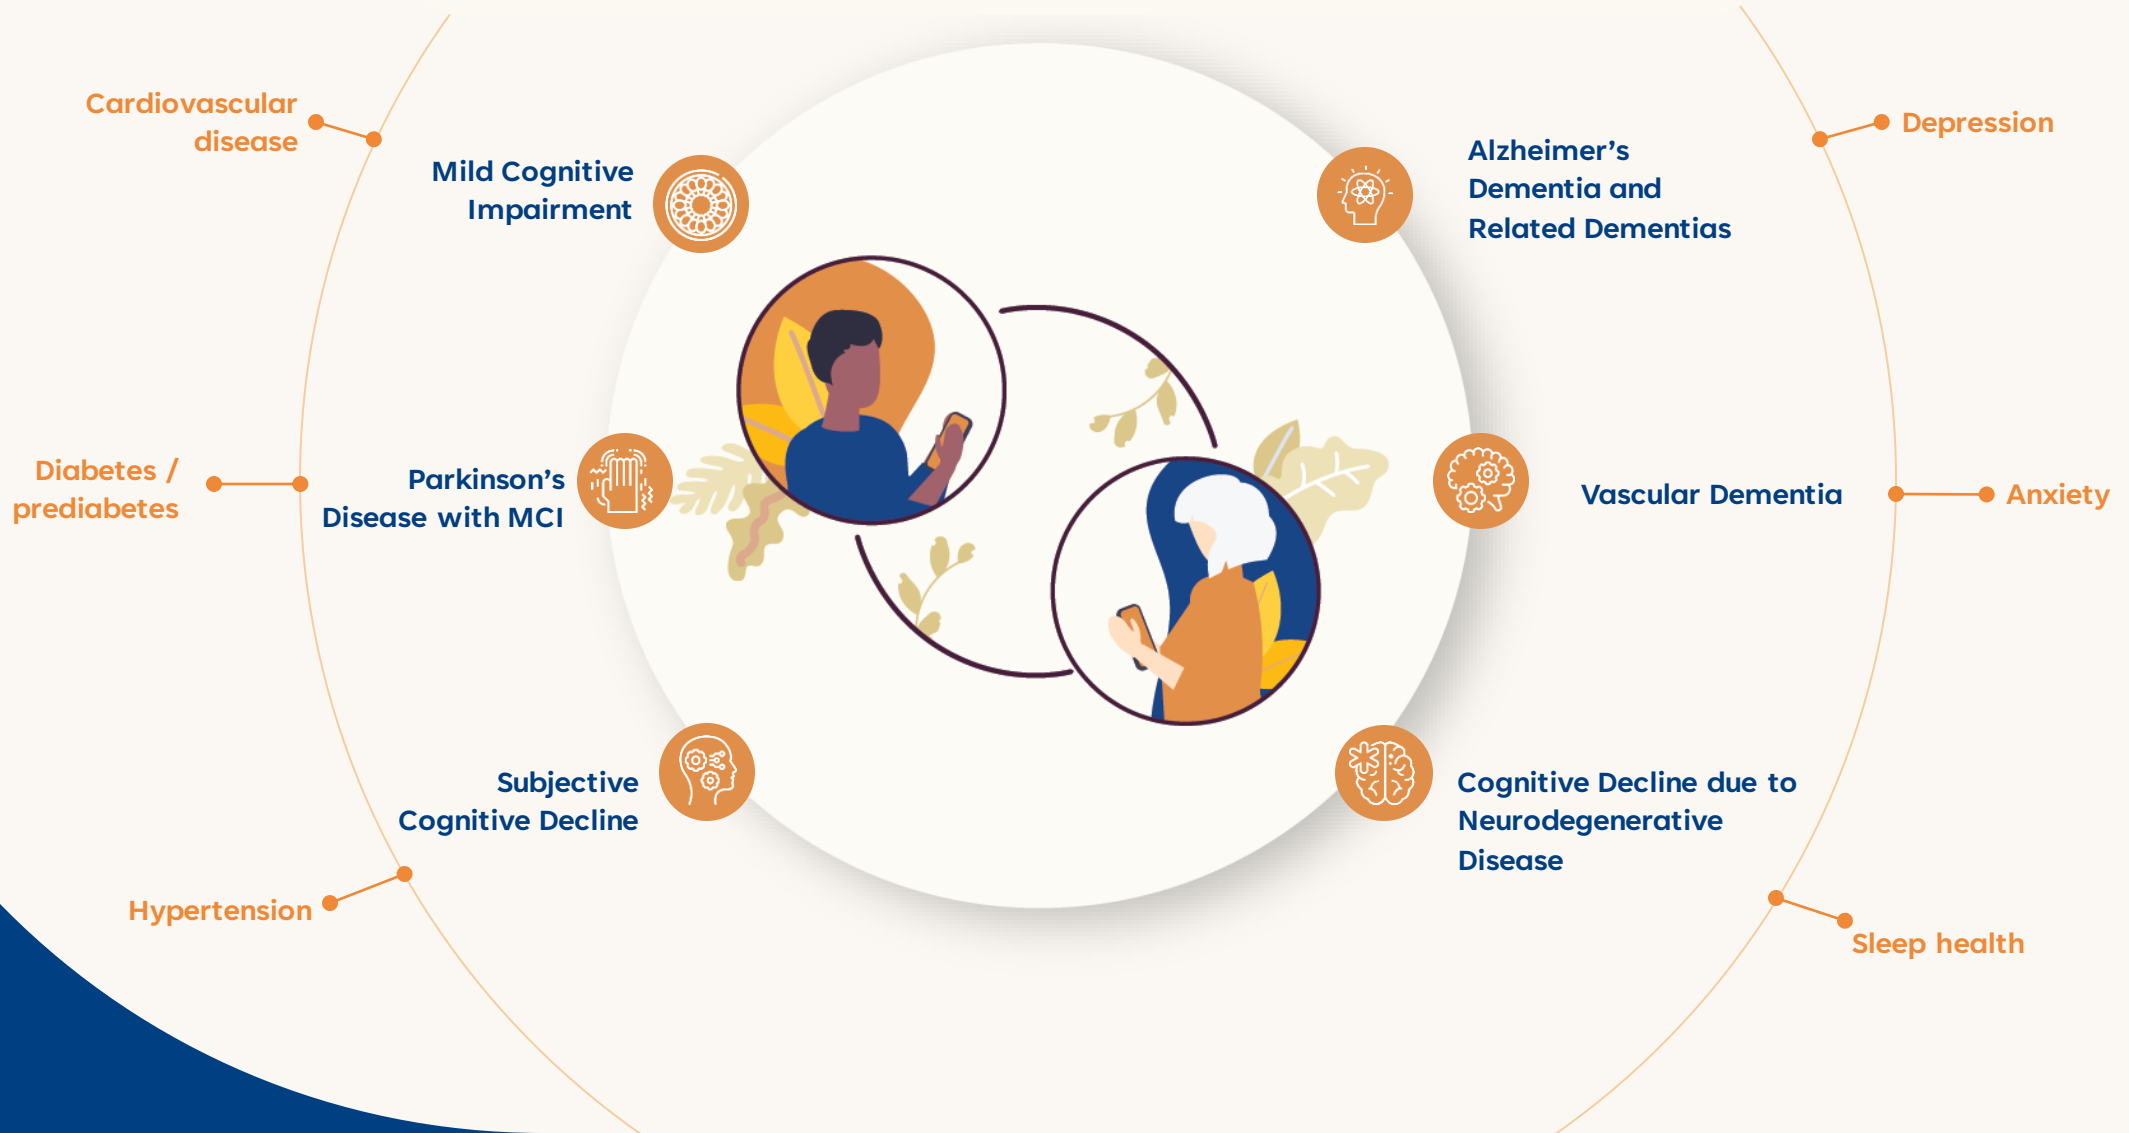 Cardiovascular
disease
Mild Cognitive
Impairment
Alzheimer’s
Dementia and
Related Dementias
Depression
Diabetes /
prediabetes
Parkinson’s
Disease with MCI
Vascular Dementia
Anxiety
Subjective
Cognitive Decline
Cognitive Decline due to
Neurodegenerative
Disease
Hypertension
Sleep health